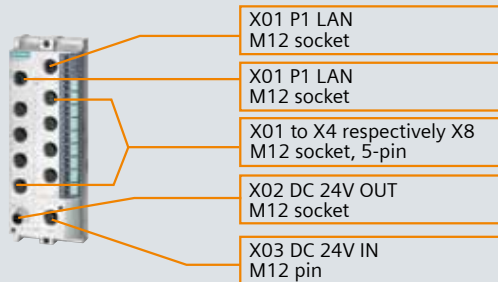 X01 P1 LAN
M12 socket
X01 P1 LAN
M12 socket
X01 to X4 respectively X8
M12 socket, 5-pin
X02 DC 24V OUT
M12 socket
X03 DC 24V IN
M12 pin